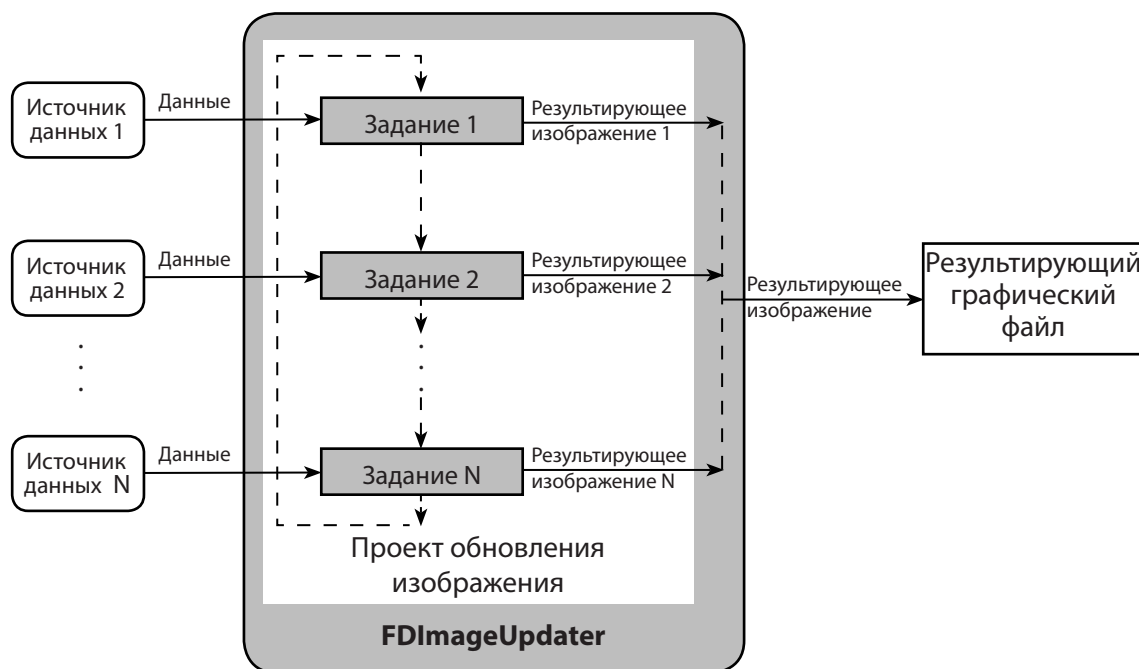 Источник
данных 1
Данные
Задание 1
Результирующее
изображение 1
Источник
данных 2
Данные
Задание 2
Результирующее
изображение 2
Результирующее
изображение
Результирующий
графический
файл
Источник
данных N
Данные
Задание N
Результирующее
изображение N
Проект обновления
изображения
FDImageUpdater